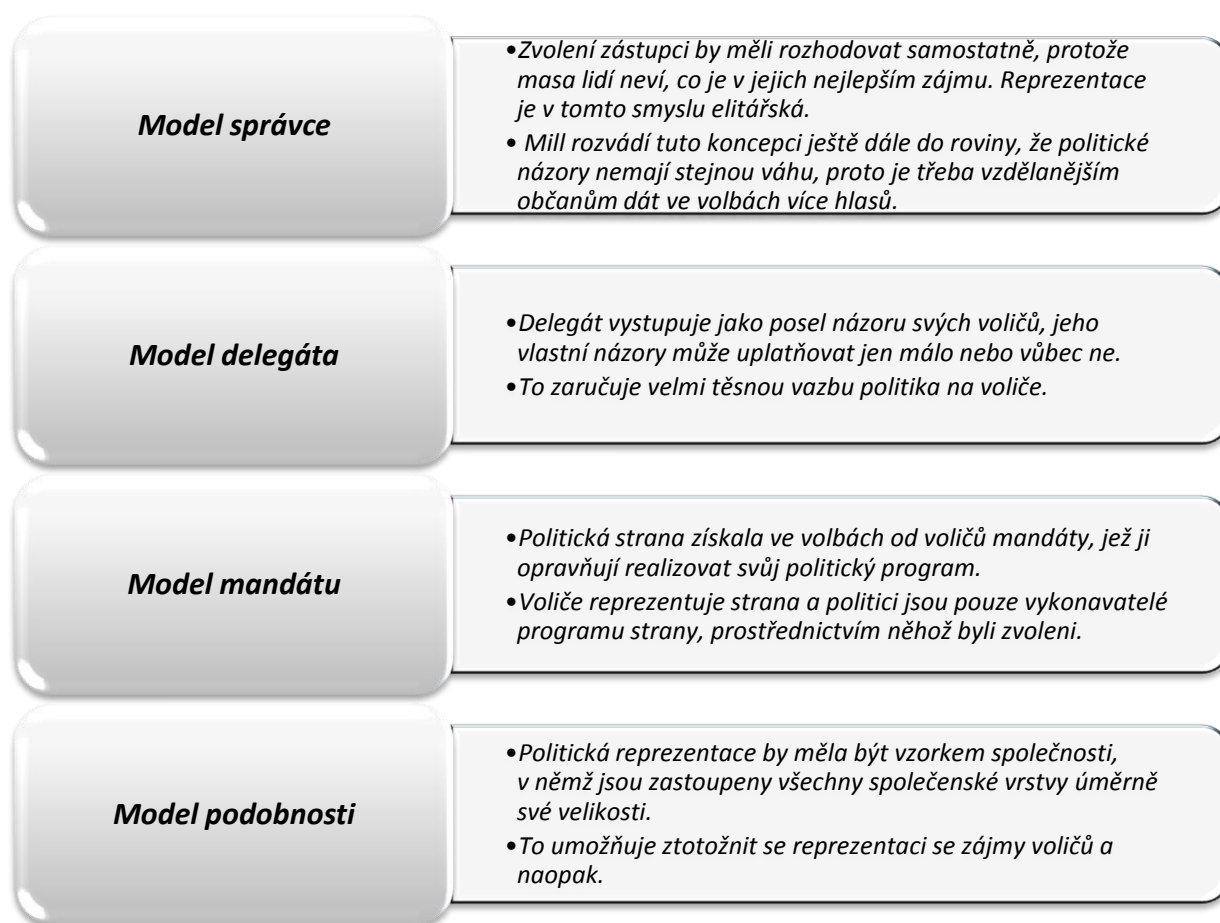 Model správce
•Zvolení zástupci by měli rozhodovat samostatně, protože
masa lidí neví, co je v jejich nejlepším zájmu. Reprezentace
je v tomto smyslu elitářská.
• Mill rozvádí tuto koncepci ještě dále do roviny, že politické
názory nemají stejnou váhu, proto je třeba vzdělanějším
občanům dát ve volbách více hlasů.
Model delegáta
•Delegát vystupuje jako posel názoru svých voličů, jeho
vlastní názory může uplatňovat jen málo nebo vůbec ne.
•To zaručuje velmi těsnou vazbu politika na voliče.
Model mandátu
•Politická strana získala ve volbách od voličů mandáty, jež ji
opravňují realizovat svůj politický program.
•Voliče reprezentuje strana a politici jsou pouze vykonavatelé
programu strany, prostřednictvím něhož byli zvoleni.
Model podobnosti
•Politická reprezentace by měla být vzorkem společnosti,
v němž jsou zastoupeny všechny společenské vrstvy úměrně
své velikosti.
•To umožňuje ztotožnit se reprezentaci se zájmy voličů a
naopak.